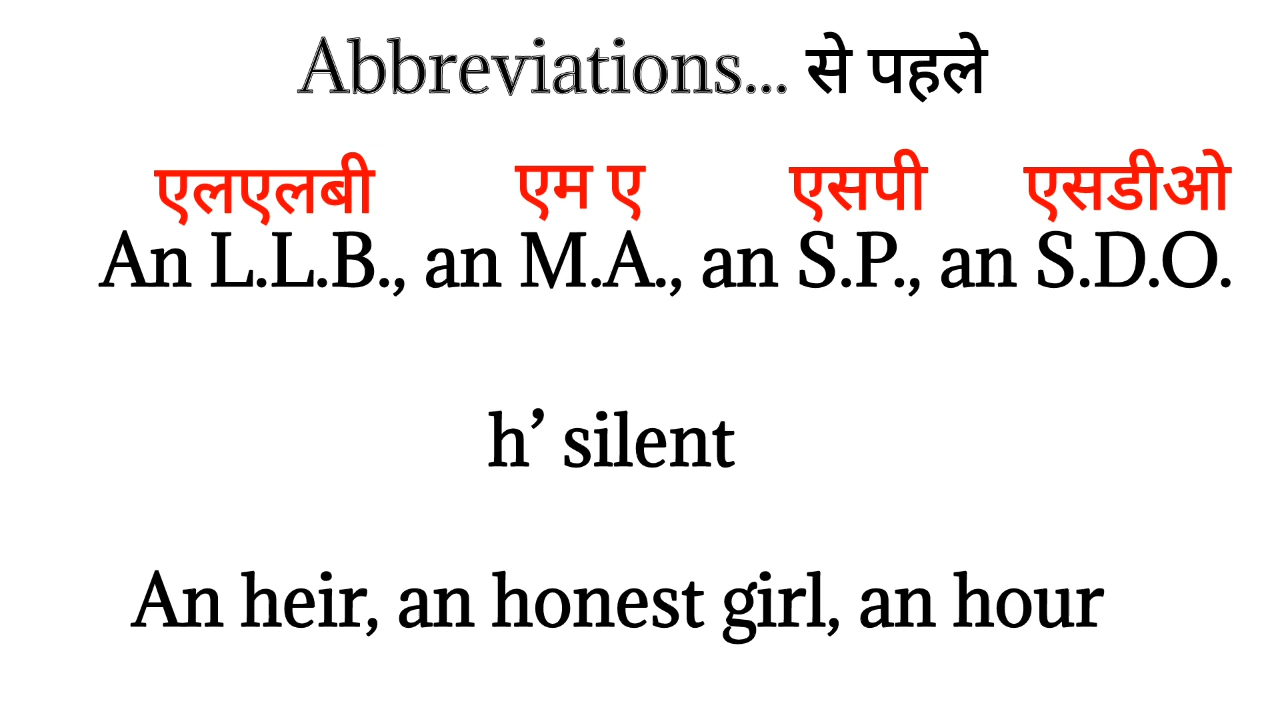 Abbreviations... से पहले
एलएलबी एम ए एसपी एसडीओ
An L.L.B., an M.A., an S.P., an S.D.O.
h’ silent
An heir, an honest girl, an hour